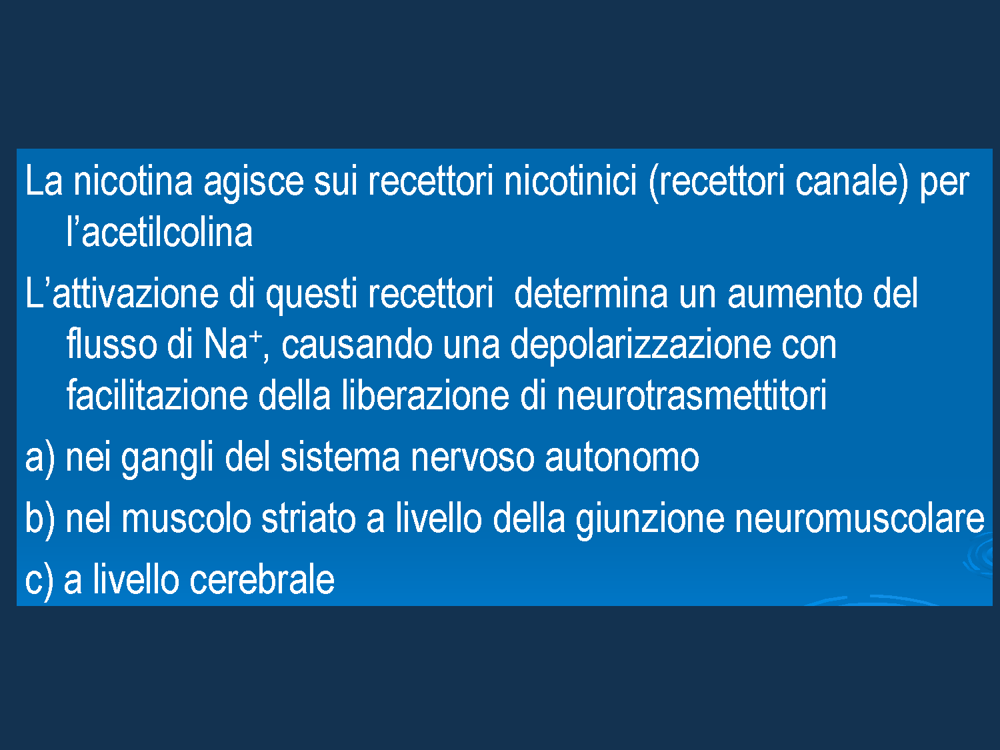 La nicotina agisce sui recettori nicotinici (recettori canale) per
l’acetilcolina
L’attivazione di questi recettori determina un aumento del
flusso di Na⁺, causando una depolarizzazione con
facilitazione della liberazione di neurotrasmettitori
a) nei gangli del sistema nervoso autonomo
b) nel muscolo striato a livello della giunzione neuromuscolare
c) a livello cerebrale